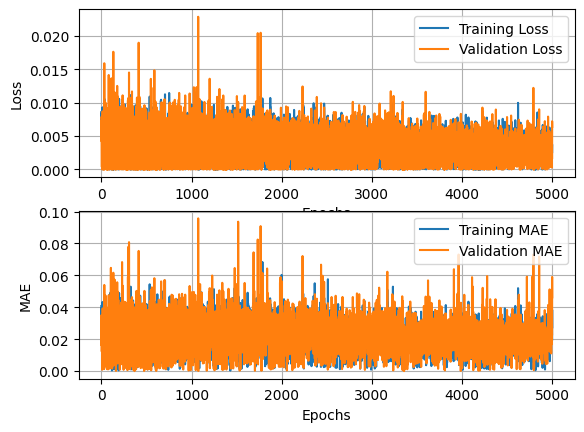 0.020
0.015
0.010
0.005
0.000
Loss
Training Loss
Validation Loss
0 1000 2000 3000 4000 5000
Epochs
0.10
0.08
0.06
0.04
0.02
0.00
MAE
Training MAE
Validation MAE
0 1000 2000 3000 4000 5000
Epochs